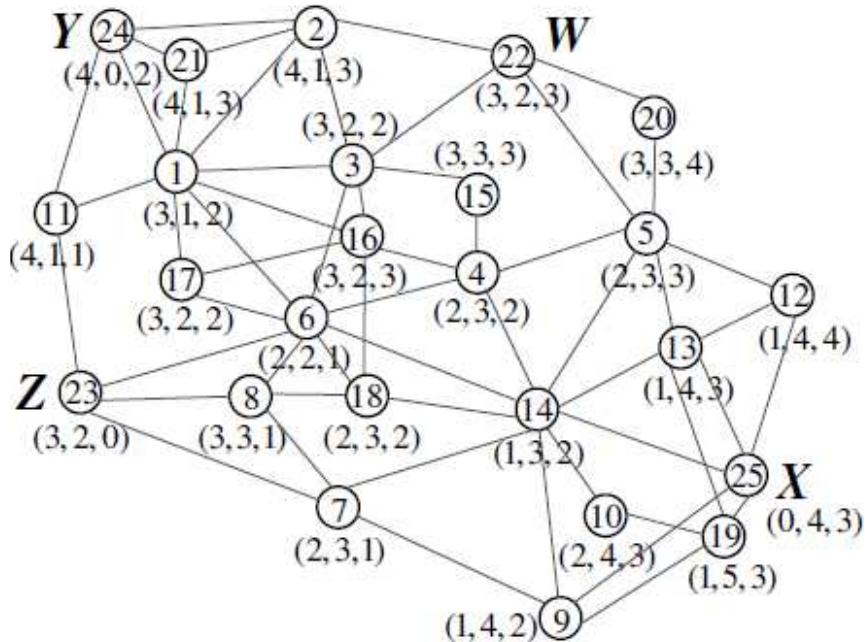 Y 24 2 W
21 22
(4, 0, 2) (4, 1, 3)
(4, 1, 3) (3, 2, 3) 20
(3, 2, 2) (3, 3, 3) (3, 3, 4)
1 3 15
11 (3, 1, 2) 16 5
(4, 1, 1) 17 (3, 2, 3) 4 (2, 3, 3) 12
(3, 2, 2) 6 (2, 3, 2) 13 (1, 4, 4)
(2, 2, 1) (1, 4, 3)
Z 23 8 18 14
(3, 2, 0) (3, 3, 1) (2, 3, 2) (1, 3, 2) 25 X
7 10 19 (0, 4, 3)
(2, 3, 1) (2, 4, 3) (1, 5, 3)
(1, 4, 2) 9